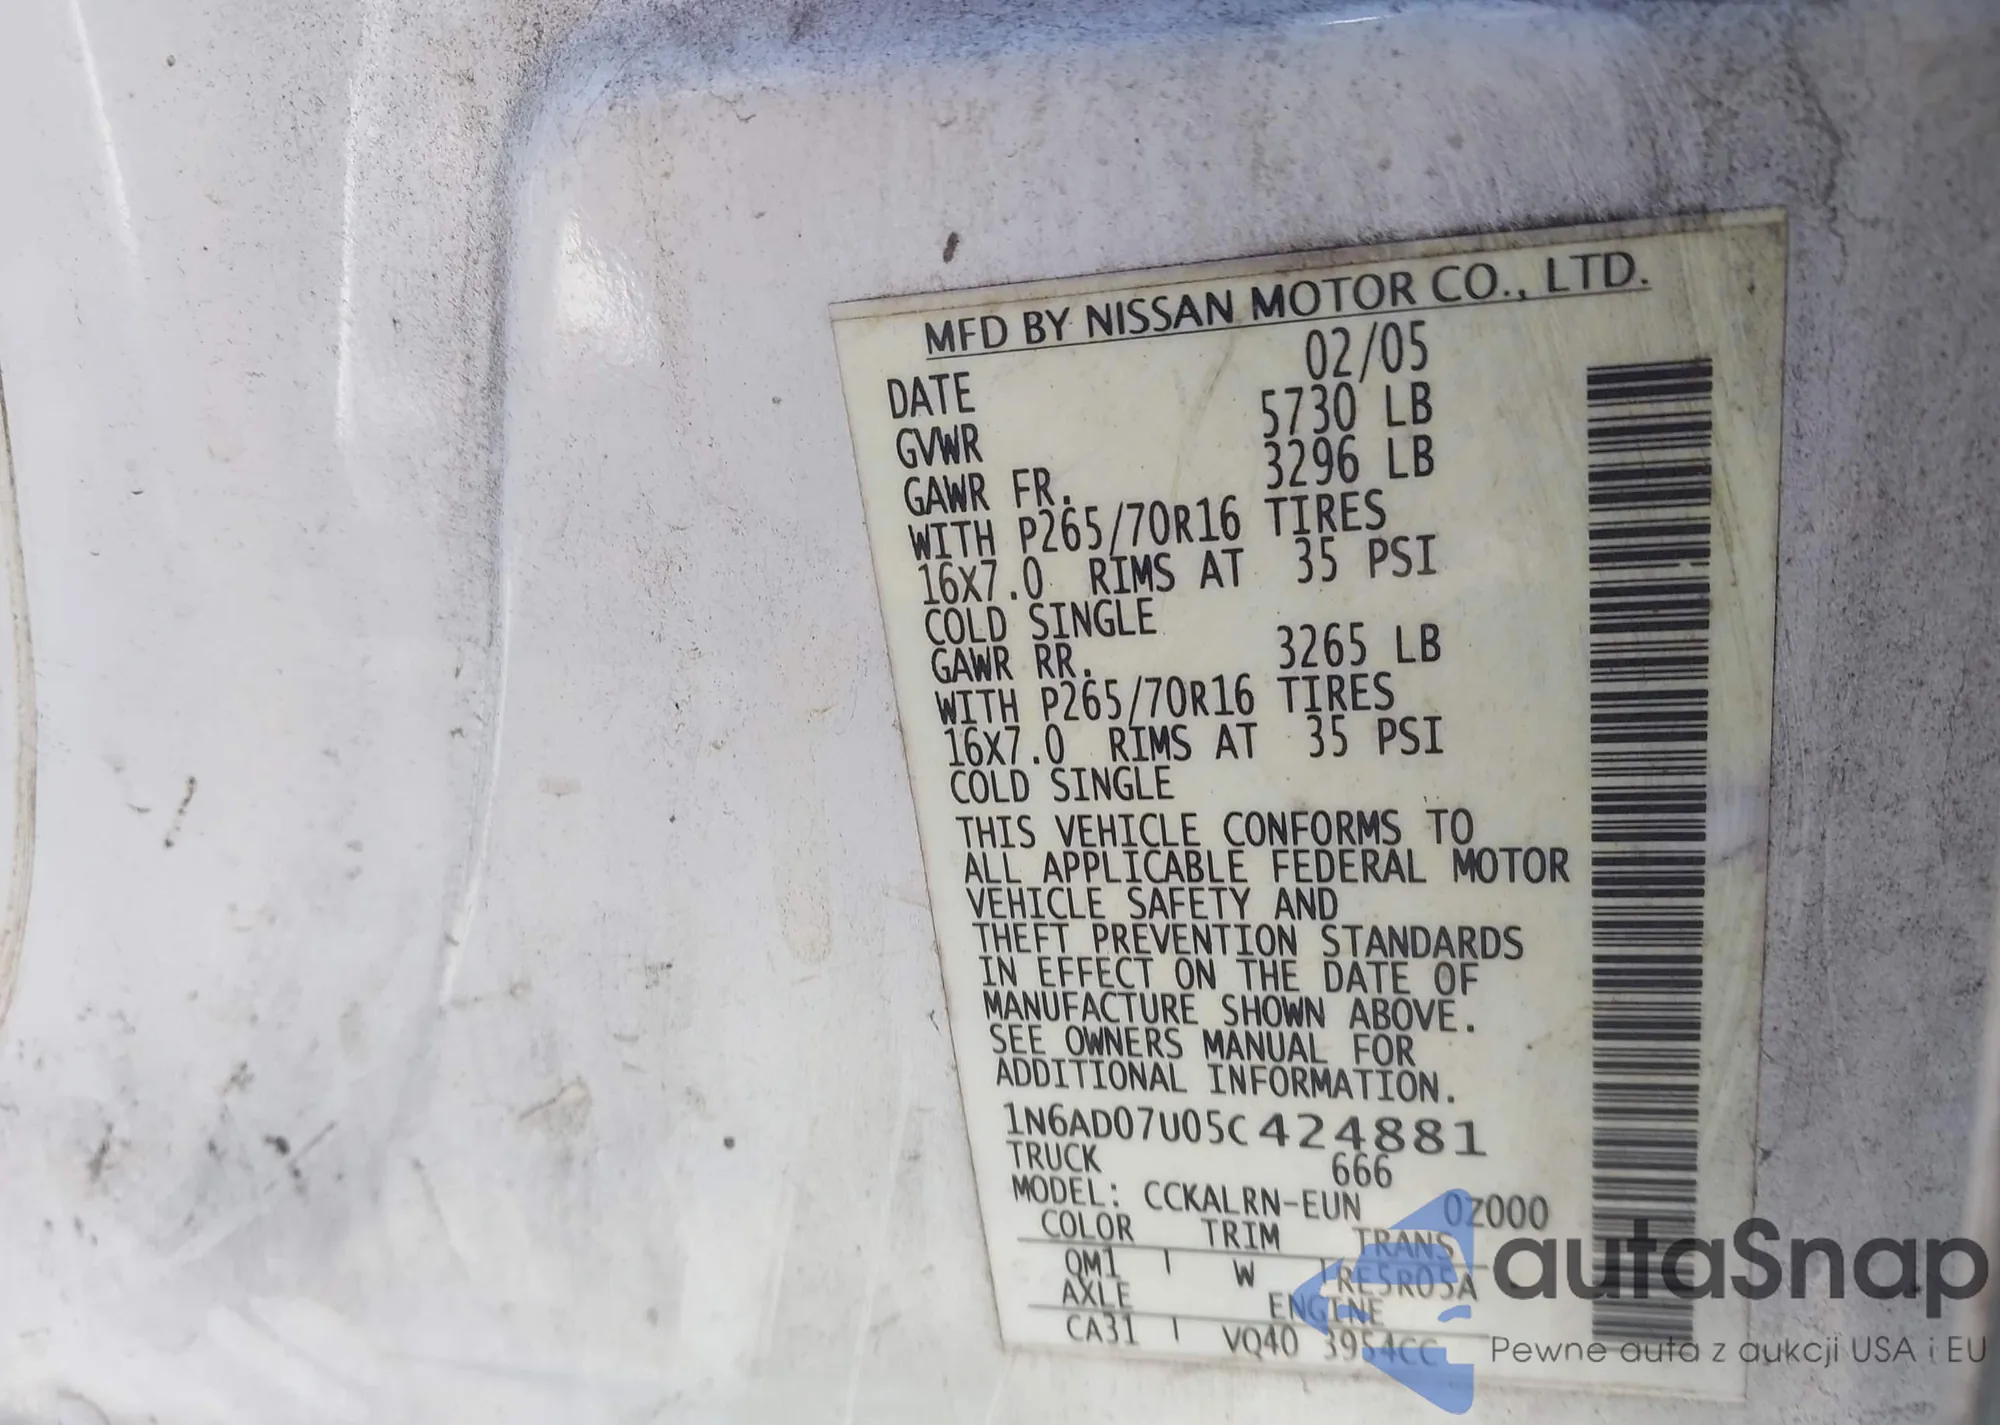 MFD BY NISSAN MOTOR CO., LTD.
DATE 02/05
GVWR 5730 LB
GAWR FR. 3296 LB
WITH P265/70R16 TIRES
16X7.0 RIMS AT 35 PSI
COLD SINGLE
GAWR RR. 3265 LB
WITH P265/70R16 TIRES
16X7.0 RIMS AT 35 PSI
COLD SINGLE
THIS VEHICLE CONFORMS TO
ALL APPLICABLE FEDERAL MOTOR
VEHICLE SAFETY AND
THEFT PREVENTION STANDARDS
IN EFFECT ON THE DATE OF
MANUFACTURE SHOWN ABOVE.
SEE OWNERS MANUAL FOR
ADDITIONAL INFORMATION.
1N6AD07U05C424881
TRUCK 666
MODEL: CCKALRN-EUN 0Z000
COLOR TRIM TRANS
QM1 W RE5R05A
AXLE ENGINE
CA31 VQ40 3954CC
autaSnap
Pewne auta z aukcji USA i EU